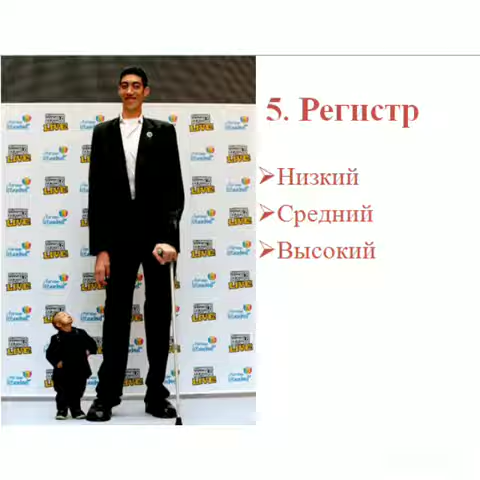 5. Регистр
Низкий
Средний
Высокий